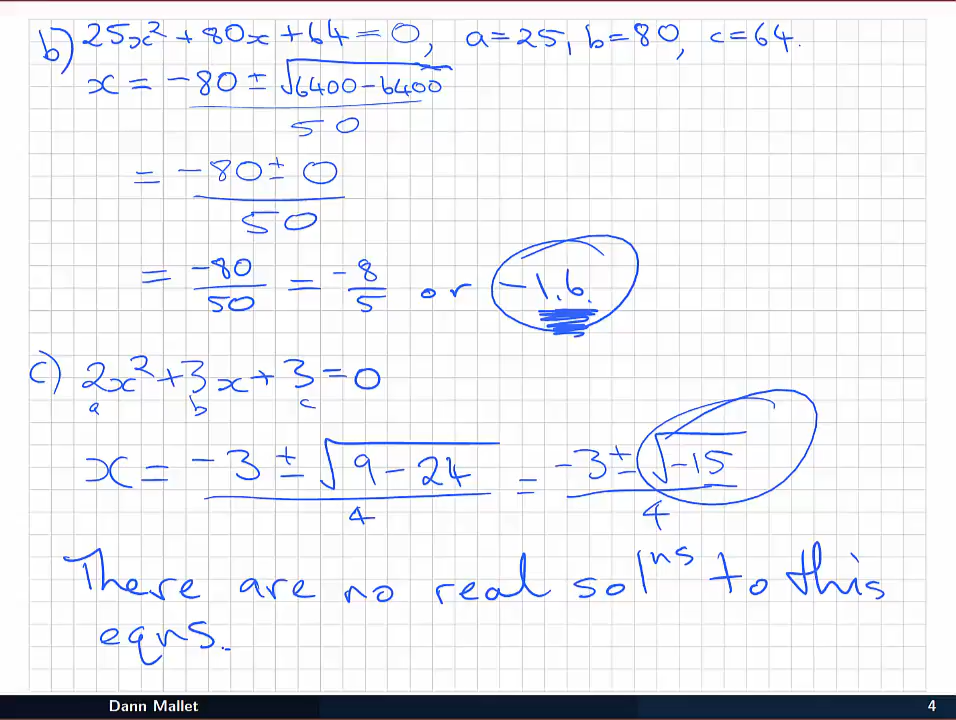 b) 25x² + 80x + 64 = 0, a = 25, b = 80, c = 64.
x = -80 ± √6400 - 6400
50
= -80 ± 0
50
= -80/50 = -8/5 or -1.6.
c) 2x² + 3x + 3 = 0
a b c
x = -3 ± √9 - 24 / 4 = -3 ± √-15 / 4
There are no real solⁿˢ to this
eqns.
Dann Mallet 4